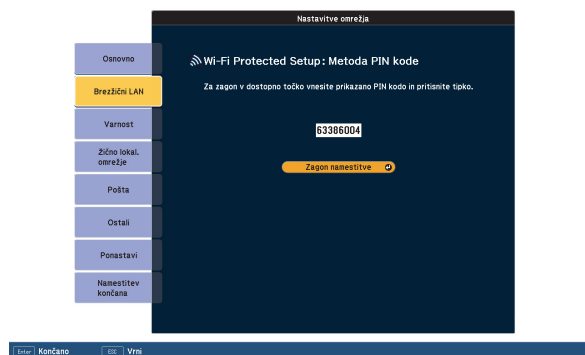 Nastavitve omrežja
Osnovno
Brezžični LAN
Varnost
Žično lokal.
omrežje
Pošta
Ostali
Ponastavi
Namestitev
končana
Wi-Fi Protected Setup: Metoda PIN kode
Za zagon v dostopno točko vnesite prikazano PIN kodo in pritisnite tipko.
63386004
Zagon namestitve
Enter Končano
ESC Vrni